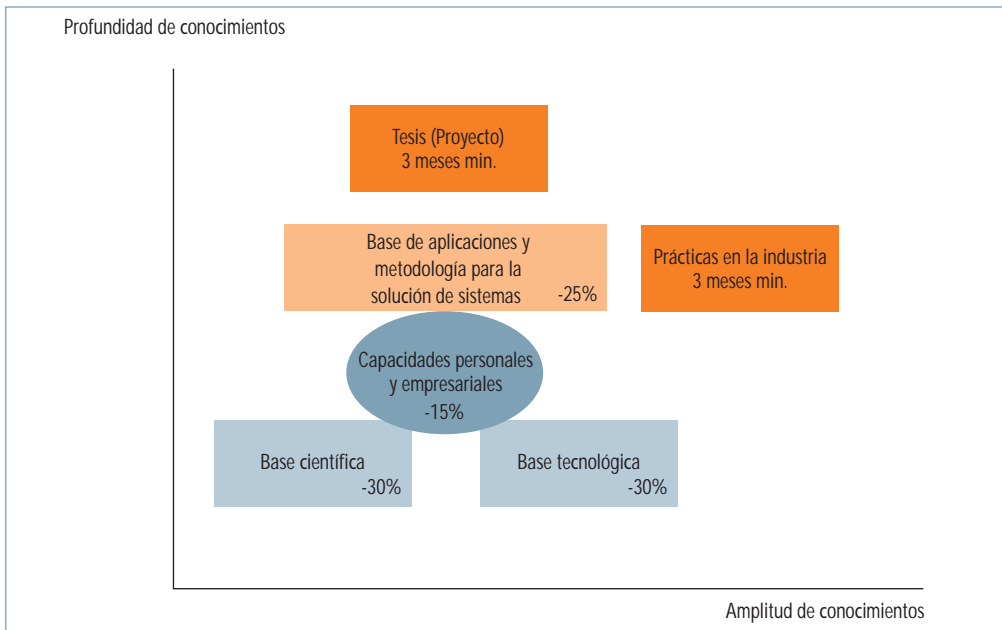 Profundidad de conocimientos
Tesis (Proyecto)
3 meses min.
Base de aplicaciones y
metodología para la
solución de sistemas
-25%
Prácticas en la industria
3 meses min.
Capacidades personales
y empresariales
-15%
Base científica
-30%
Base tecnológica
-30%
Amplitud de conocimientos